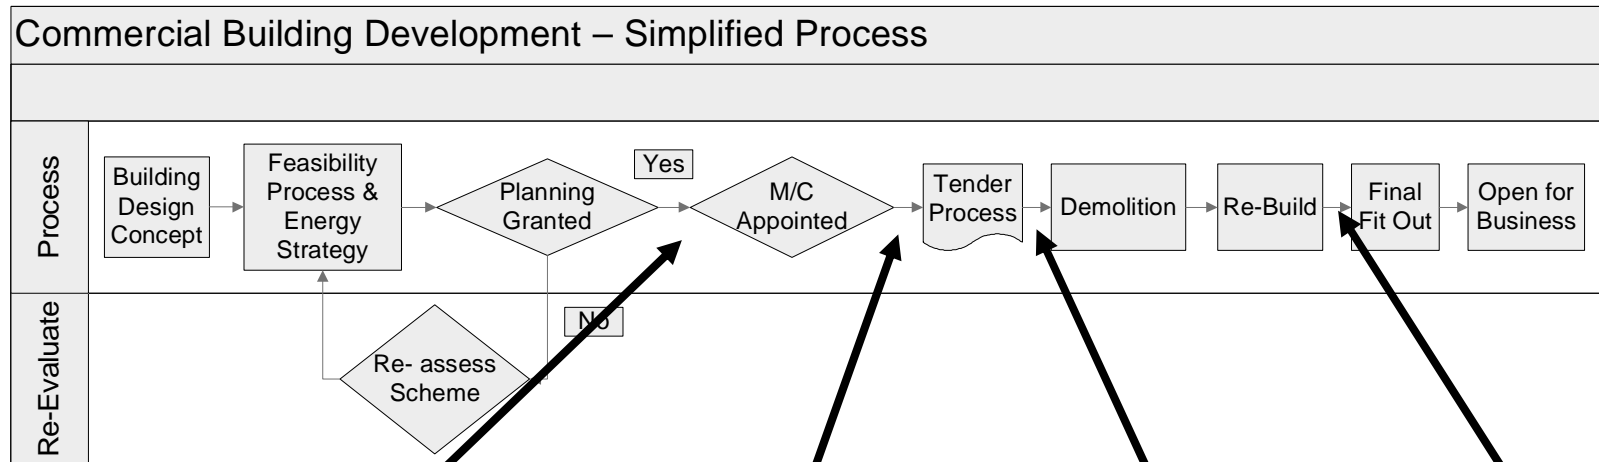 Commercial Building Development – Simplified Process
Process
Building
Design
Concept
Feasibility
Process &
Energy
Strategy
Planning
Granted
Yes
M/C
Appointed
Tender
Process
Demolition
Re-Build
Final
Fit Out
Open for
Business
Re-Evaluate
No
Re- assess
Scheme